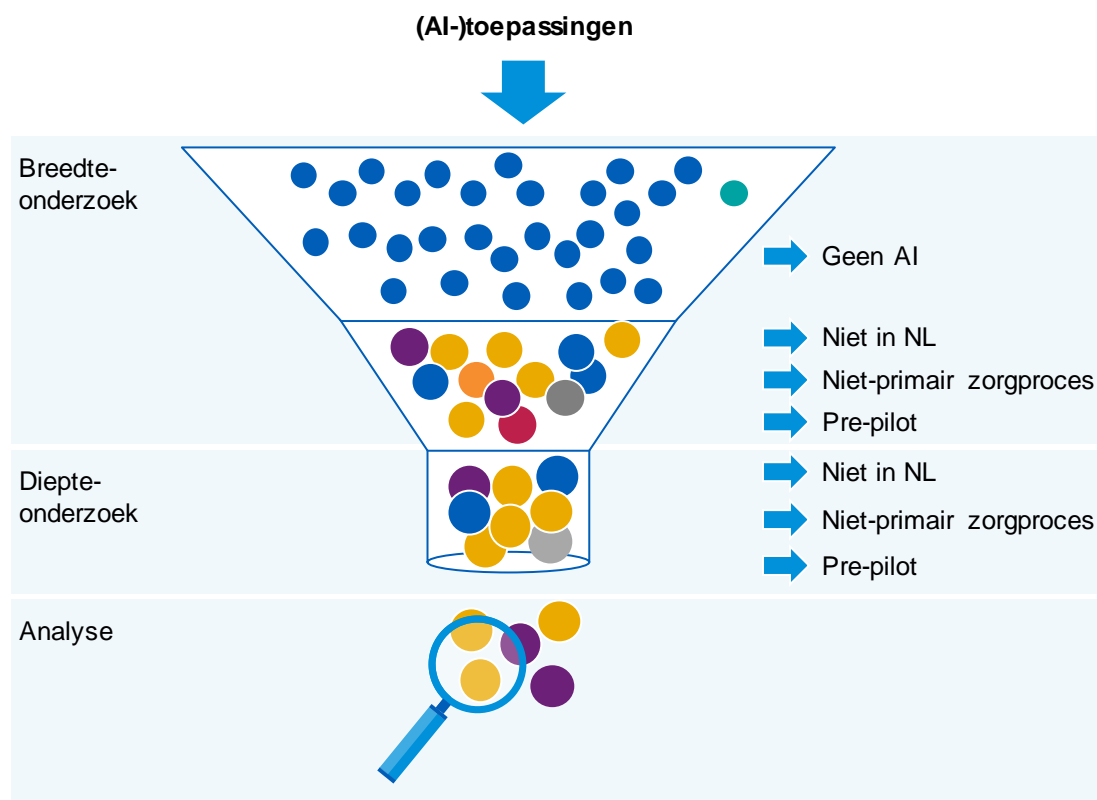 (AI-)toepassingen
Breedte-
onderzoek
Geen AI
Niet in NL
Niet-primair zorgproces
Pre-pilot
Diepte-
onderzoek
Niet in NL
Niet-primair zorgproces
Pre-pilot
Analyse